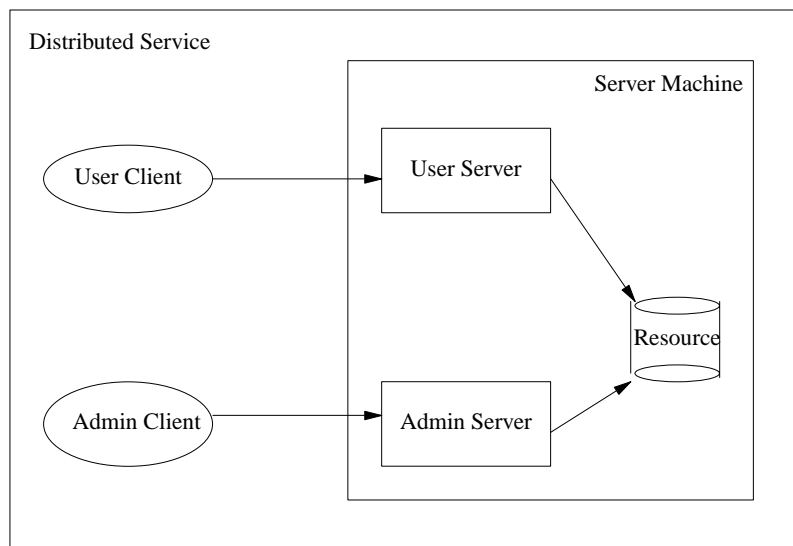 Distributed Service
Server Machine
User Client
User Server
Resource
Admin Client
Admin Server